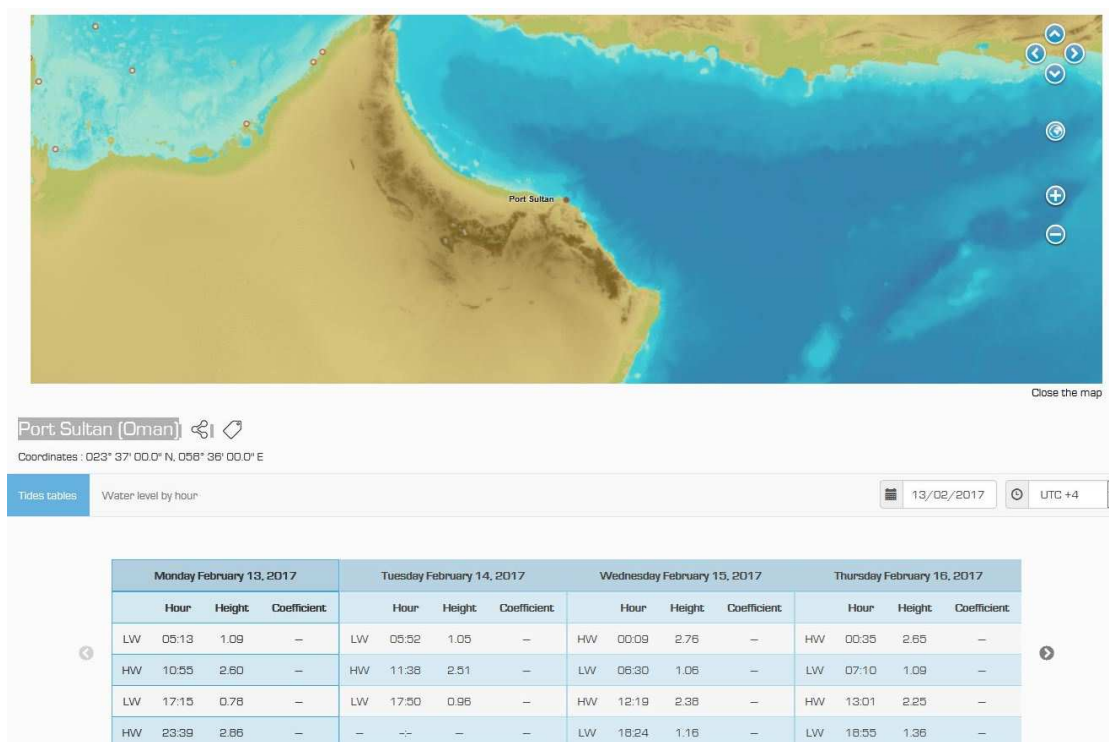 Port Sultan
Close the map
Port Sultan (Oman)
Coordinates : 023° 37' 00.0" N, 056° 36' 00.0" E
Tides tables Water level by hour 13/02/2017 UTC +4
Monday February 13, 2017 Tuesday February 14, 2017 Wednesday February 15, 2017 Thursday February 16, 2017
Hour Height Coefficient Hour Height Coefficient Hour Height Coefficient Hour Height Coefficient
LW 05:13 1.09 – LW 05:52 1.05 – HW 00:09 2.76 – HW 00:35 2.65 –
HW 10:55 2.60 – HW 11:38 2.51 – LW 06:30 1.06 – LW 07:10 1.09 –
LW 17:15 0.78 – LW 17:50 0.96 – HW 12:19 2.38 – HW 13:01 2.25 –
HW 23:39 2.86 – – -:- – – LW 18:24 1.16 – LW 18:55 1.36 –